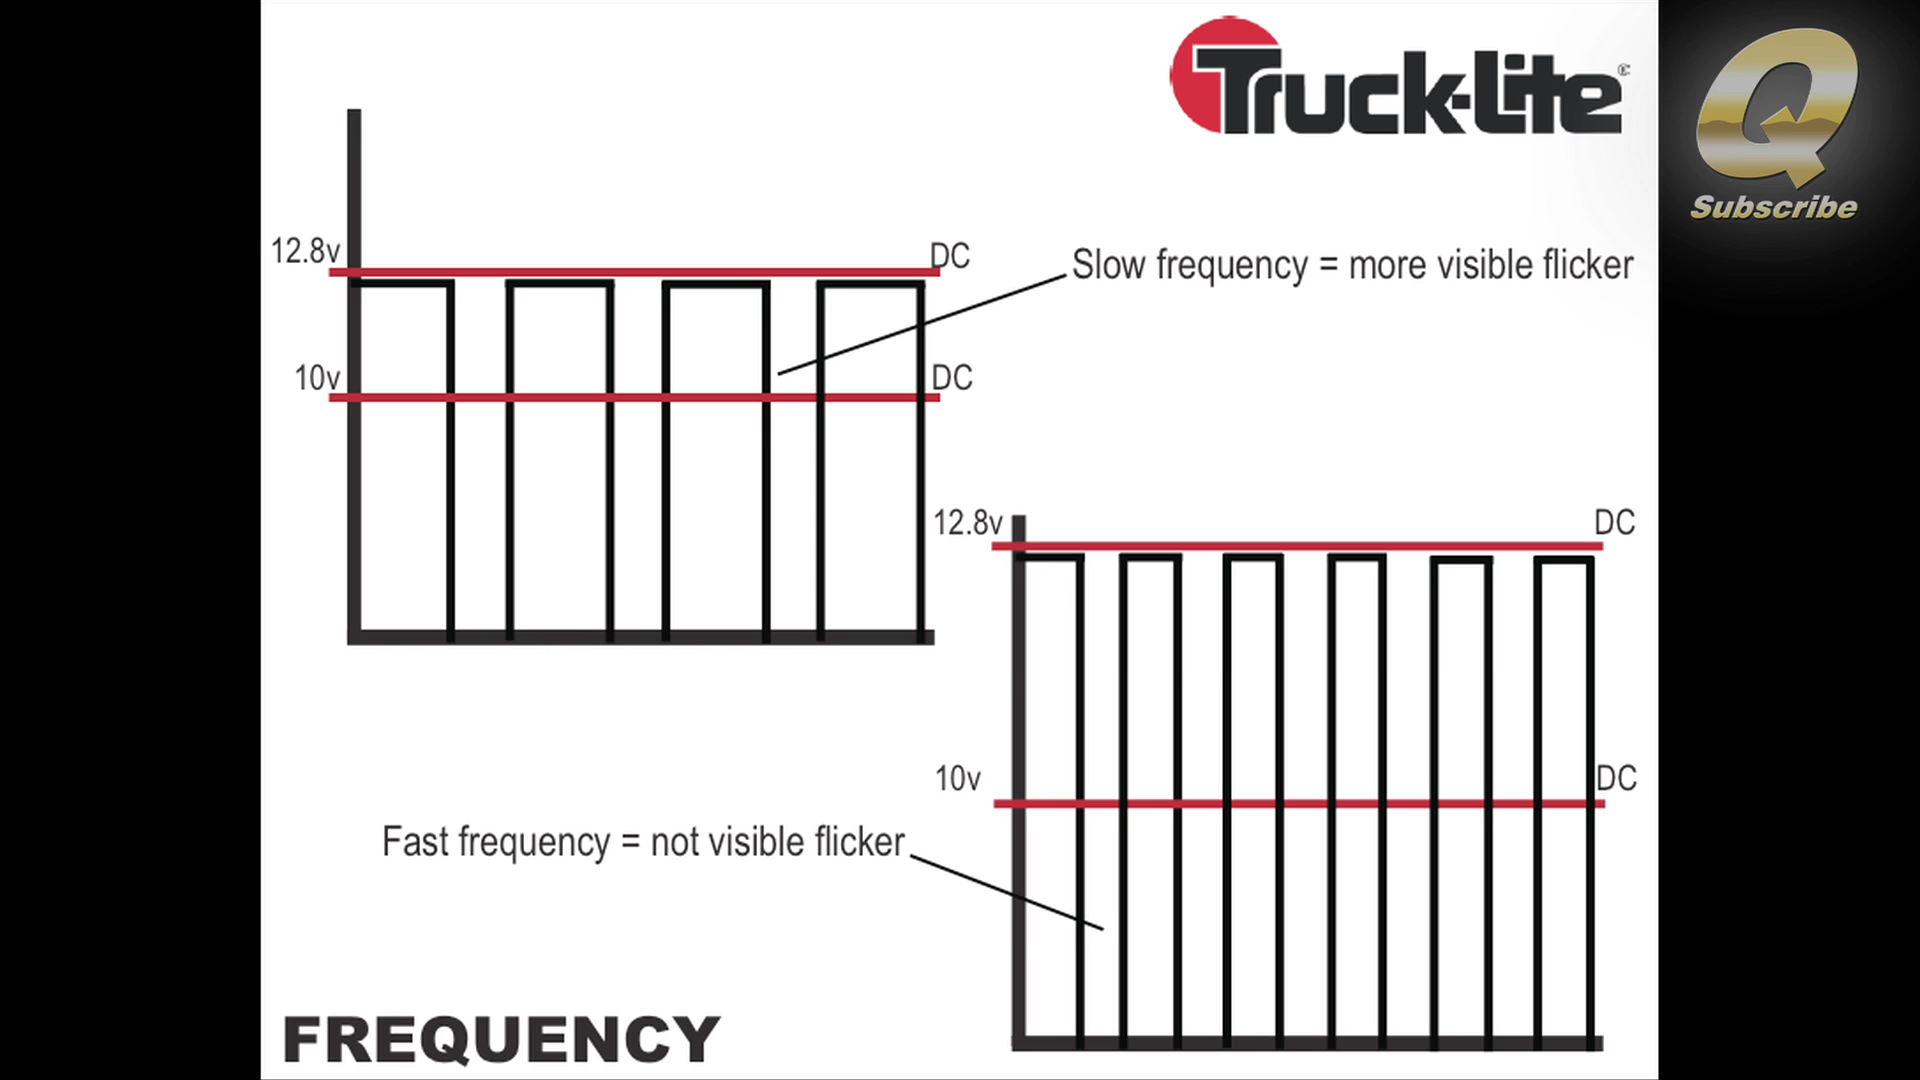 Truck-Lite
Q
Subscribe
12.8v
DC
Slow frequency = more visible flicker
10v
DC
12.8v
DC
10v
DC
Fast frequency = not visible flicker
FREQUENCY